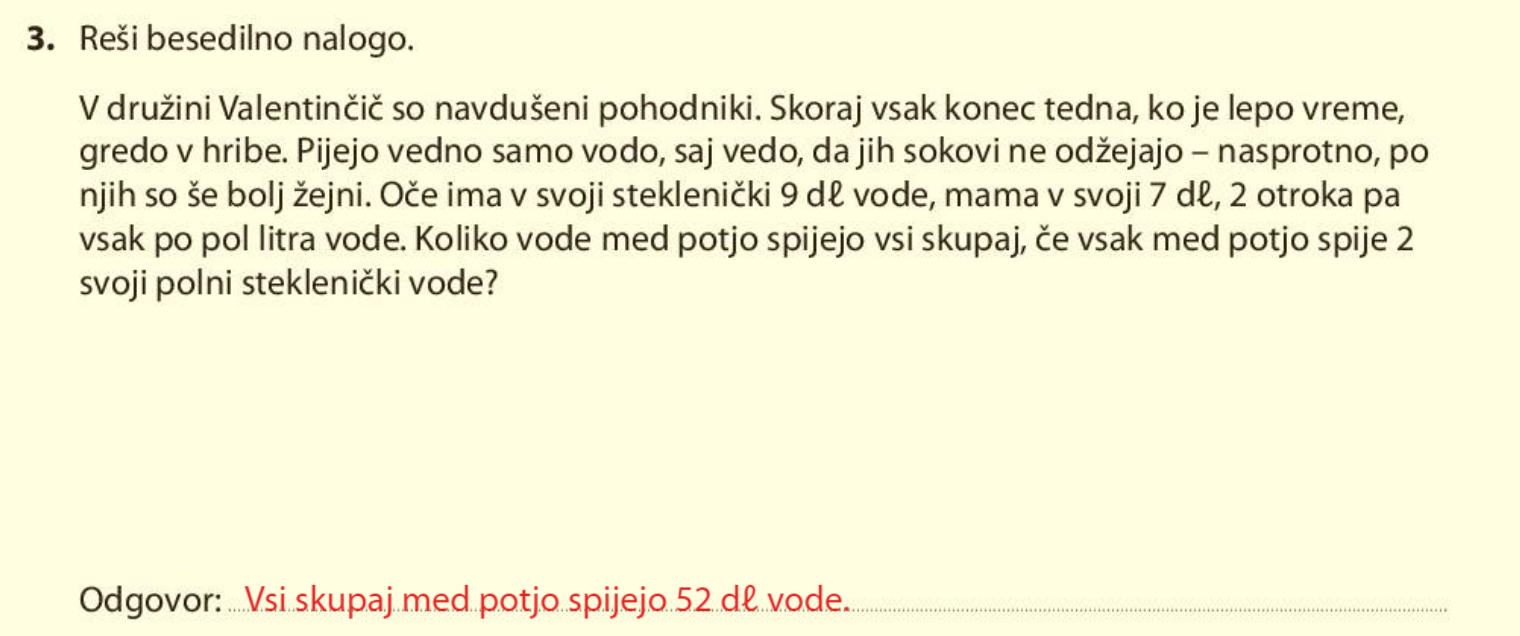 3. Reši besedilno nalogo.
V družini Valentinčič so navdušeni pohodniki. Skoraj vsak konec tedna, ko je lepo vreme,
gredo v hribe. Pijejo vedno samo vodo, saj vedo, da jih sokovi ne odžejajo – nasprotno, po
njih so še bolj žejni. Oče ima v svoji steklenički 9 dℓ vode, mama v svoji 7 dℓ, 2 otroka pa
vsak po pol litra vode. Koliko vode med potjo spijejo vsi skupaj, če vsak med potjo spije 2
svoji polni steklenički vode?
Odgovor: Vsi skupaj med potjo spijejo 52 dℓ vode.